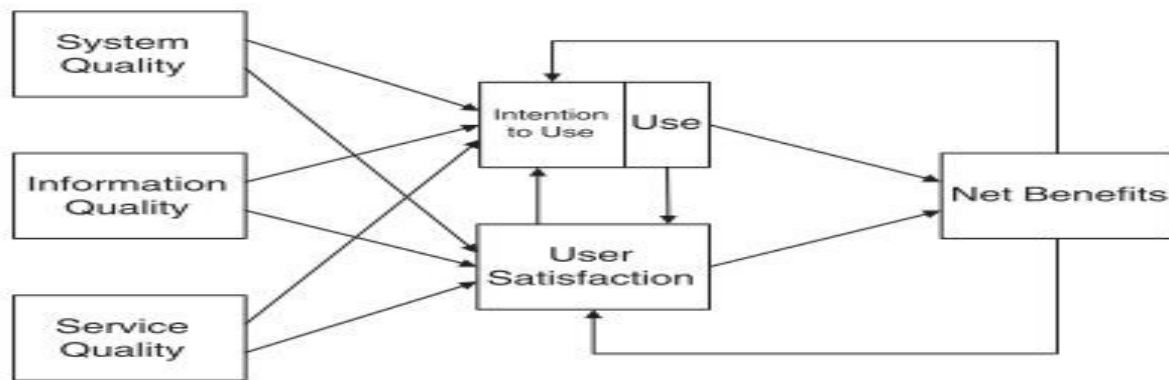 System
Quality
Intention
to Use
Use
Information
Quality
Net Benefits
User
Satisfaction
Service
Quality